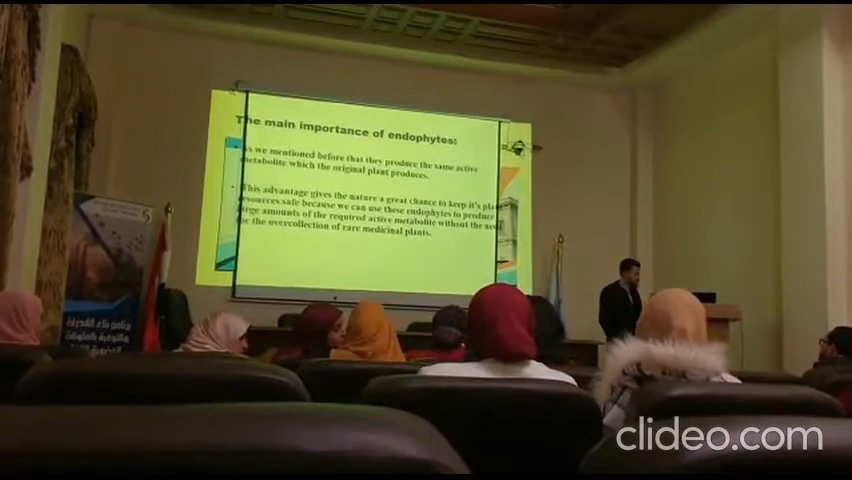 The main importance of endophytes:
As we mentioned before that they produce the same active
metabolite which the original plant produces.
This advantage gives the nature a great chance to keep it's plant
resources safe because we can use these endophytes to produce
large amounts of the required active metabolite without the need
for the overcollection of rare medicinal plants.
clideo.com